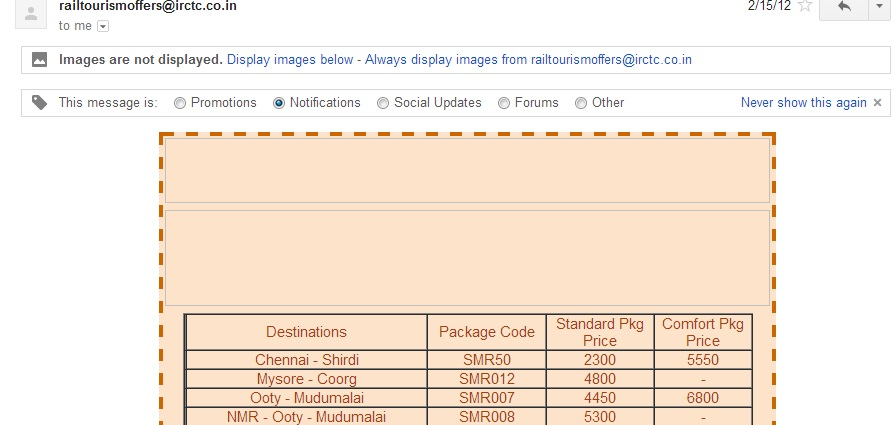 railtourismoffers@irctc.co.in 2/15/12
to me
Images are not displayed. Display images below - Always display images from railtourismoffers@irctc.co.in
This message is: Promotions Notifications Social Updates Forums Other Never show this again ×
Destinations Package Code Standard Pkg Price Comfort Pkg Price
Chennai - Shirdi SMR50 2300 5550
Mysore - Coorg SMR012 4800 -
Ooty - Mudumalai SMR007 4450 6800
NMR - Ooty - Mudumalai SMR008 5300 -